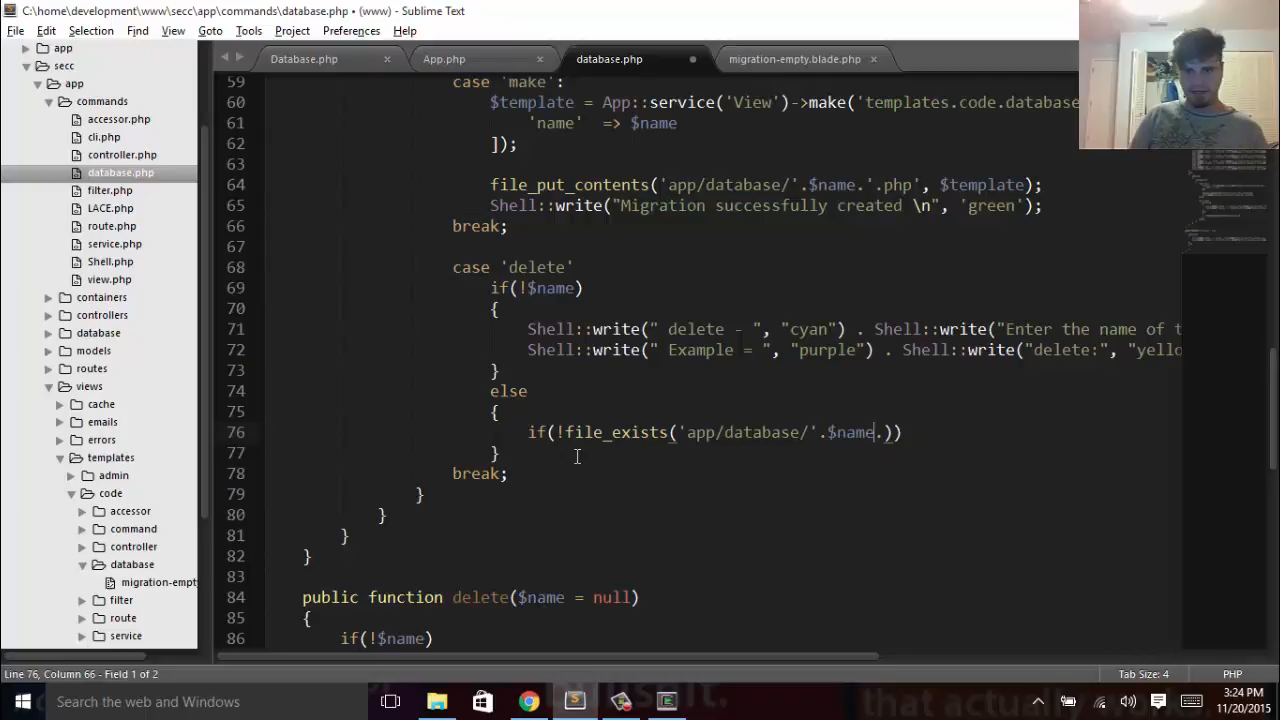 C:\home\development\www\secc\app\commands\database.php • (www) - Sublime Text
File Edit Selection Find View Goto Tools Project Preferences Help
app
secc
app
commands
accessor.php
cli.php
controller.php
database.php
filter.php
LACE.php
route.php
service.php
Shell.php
view.php
containers
controllers
database
models
routes
views
cache
emails
errors
templates
admin
code
accessor
command
controller
database
migration-empt
filter
route
service
Database.php App.php database.php migration-empty.blade.php
59 case 'make':
60 $template = App::service('View')->make('templates.code.database
61 'name' => $name
62 ]);
63
64 file_put_contents('app/database/'.$name.'.php', $template);
65 Shell::write("Migration successfully created \n", 'green');
66 break;
67
68 case 'delete'
69 if(!$name)
70 {
71 Shell::write(" delete - ", "cyan") . Shell::write("Enter the name of t
72 Shell::write(" Example = ", "purple") . Shell::write("delete:", "yello
73 }
74 else
75 {
76 if(!file_exists('app/database/'.$name.))
77 }
78 break;
79 }
80 }
81 }
82 }
83
84 public function delete($name = null)
85 {
86 if(!$name)
Line 76, Column 66 - Field 1 of 2 Tab Size: 4 PHP
Search the web and Windows
3:24 PM
11/20/2015